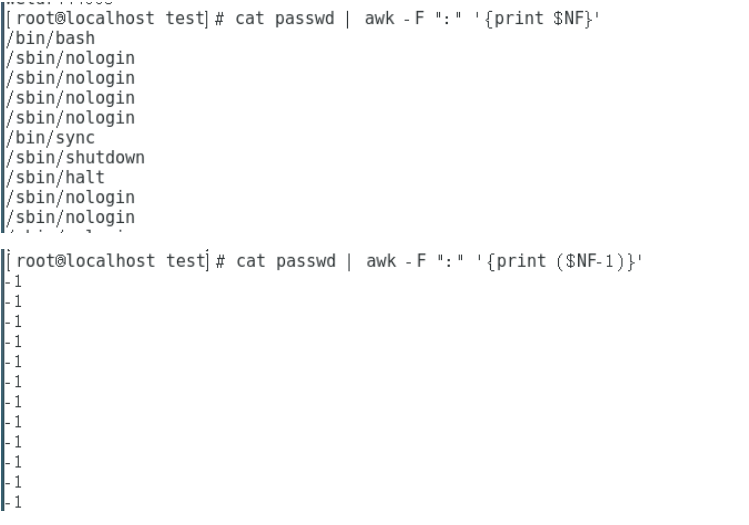 [root@localhost test]# cat passwd | awk -F ":" '{print $NF}'
/bin/bash
/sbin/nologin
/sbin/nologin
/sbin/nologin
/sbin/nologin
/bin/sync
/sbin/shutdown
/sbin/halt
/sbin/nologin
/sbin/nologin
[root@localhost test]# cat passwd | awk -F ":" '{print ($NF-1)}'
-1
-1
-1
-1
-1
-1
-1
-1
-1
-1
-1
-1